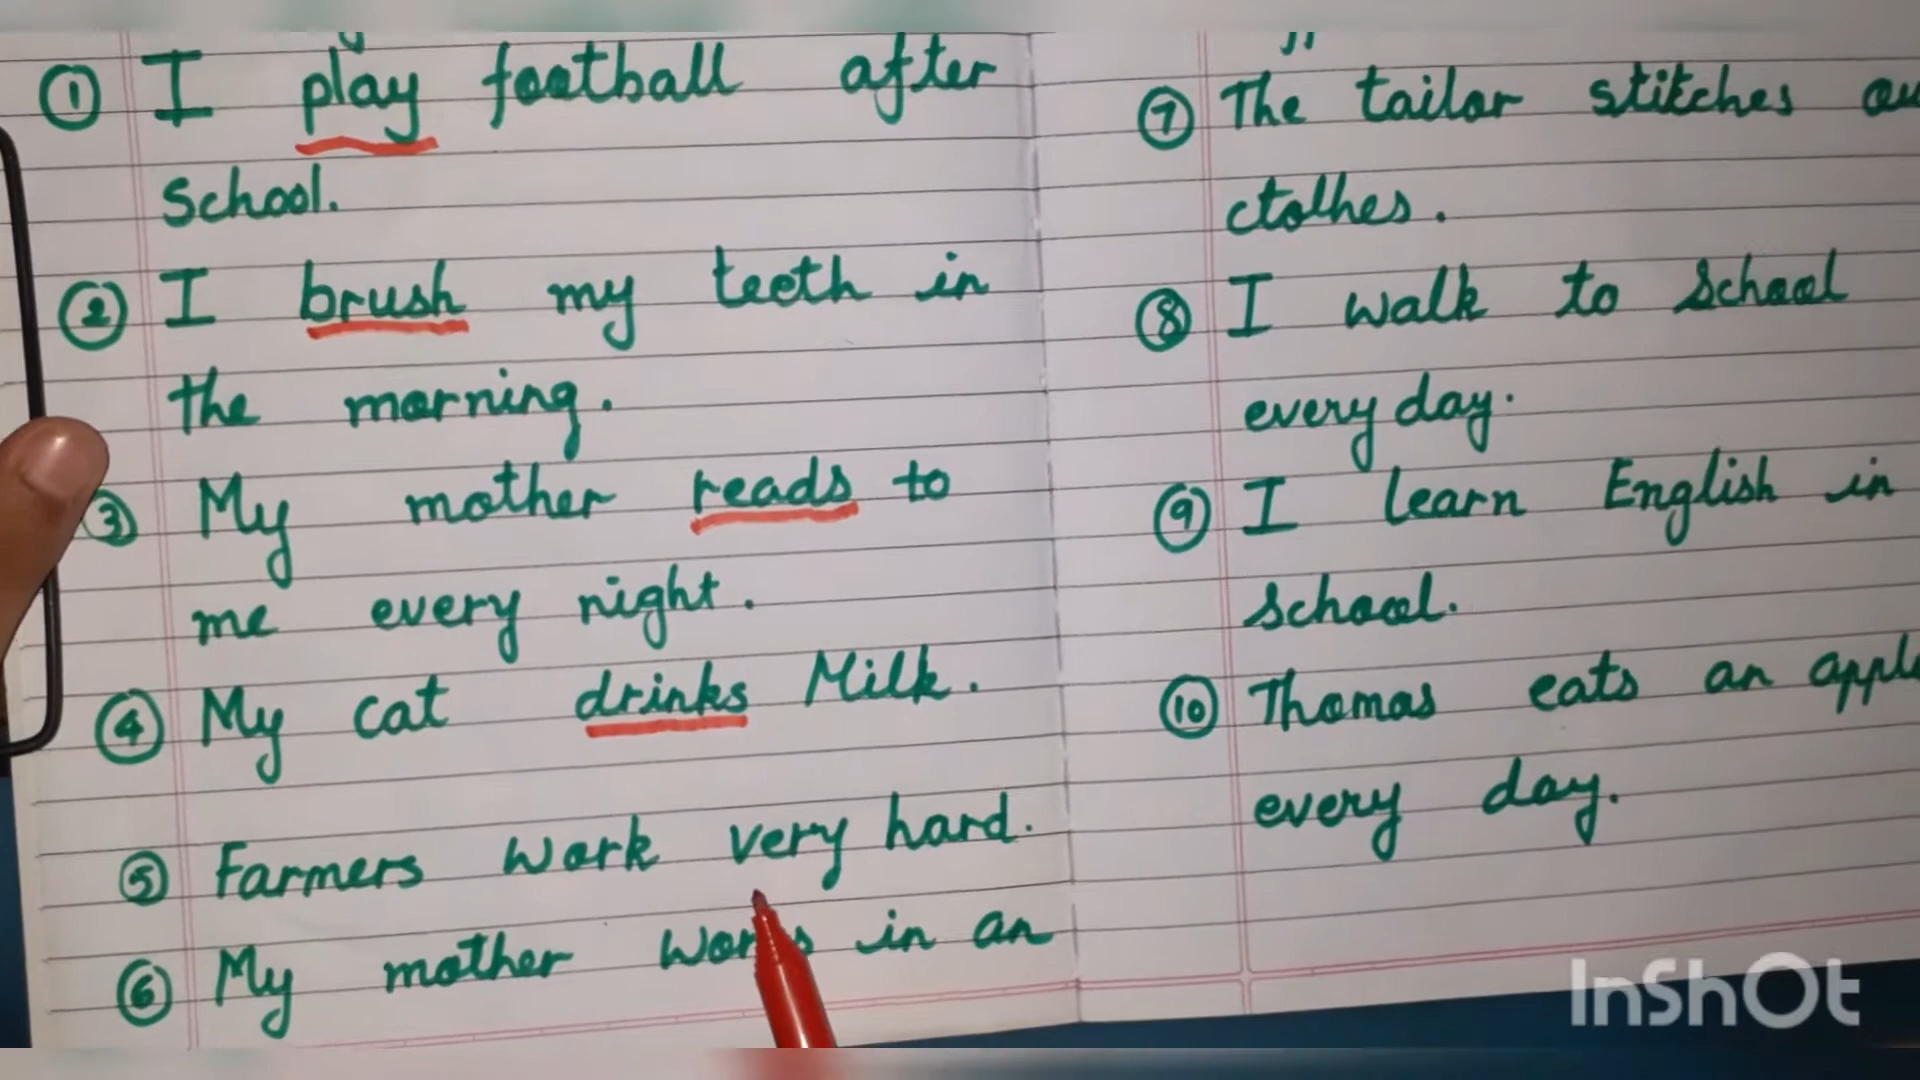 ① I play football after
School.
② I brush my teeth in
the morning.
③ My mother reads to
me every night.
④ My cat drinks Milk.
⑤ Farmers work very hard.
⑥ My mother in an
⑦ The tailor stitches
ctolhes.
⑧ I walk to School
every day.
⑨ I learn English in
school.
⑩ Thomas eats an
every day.
InShOt